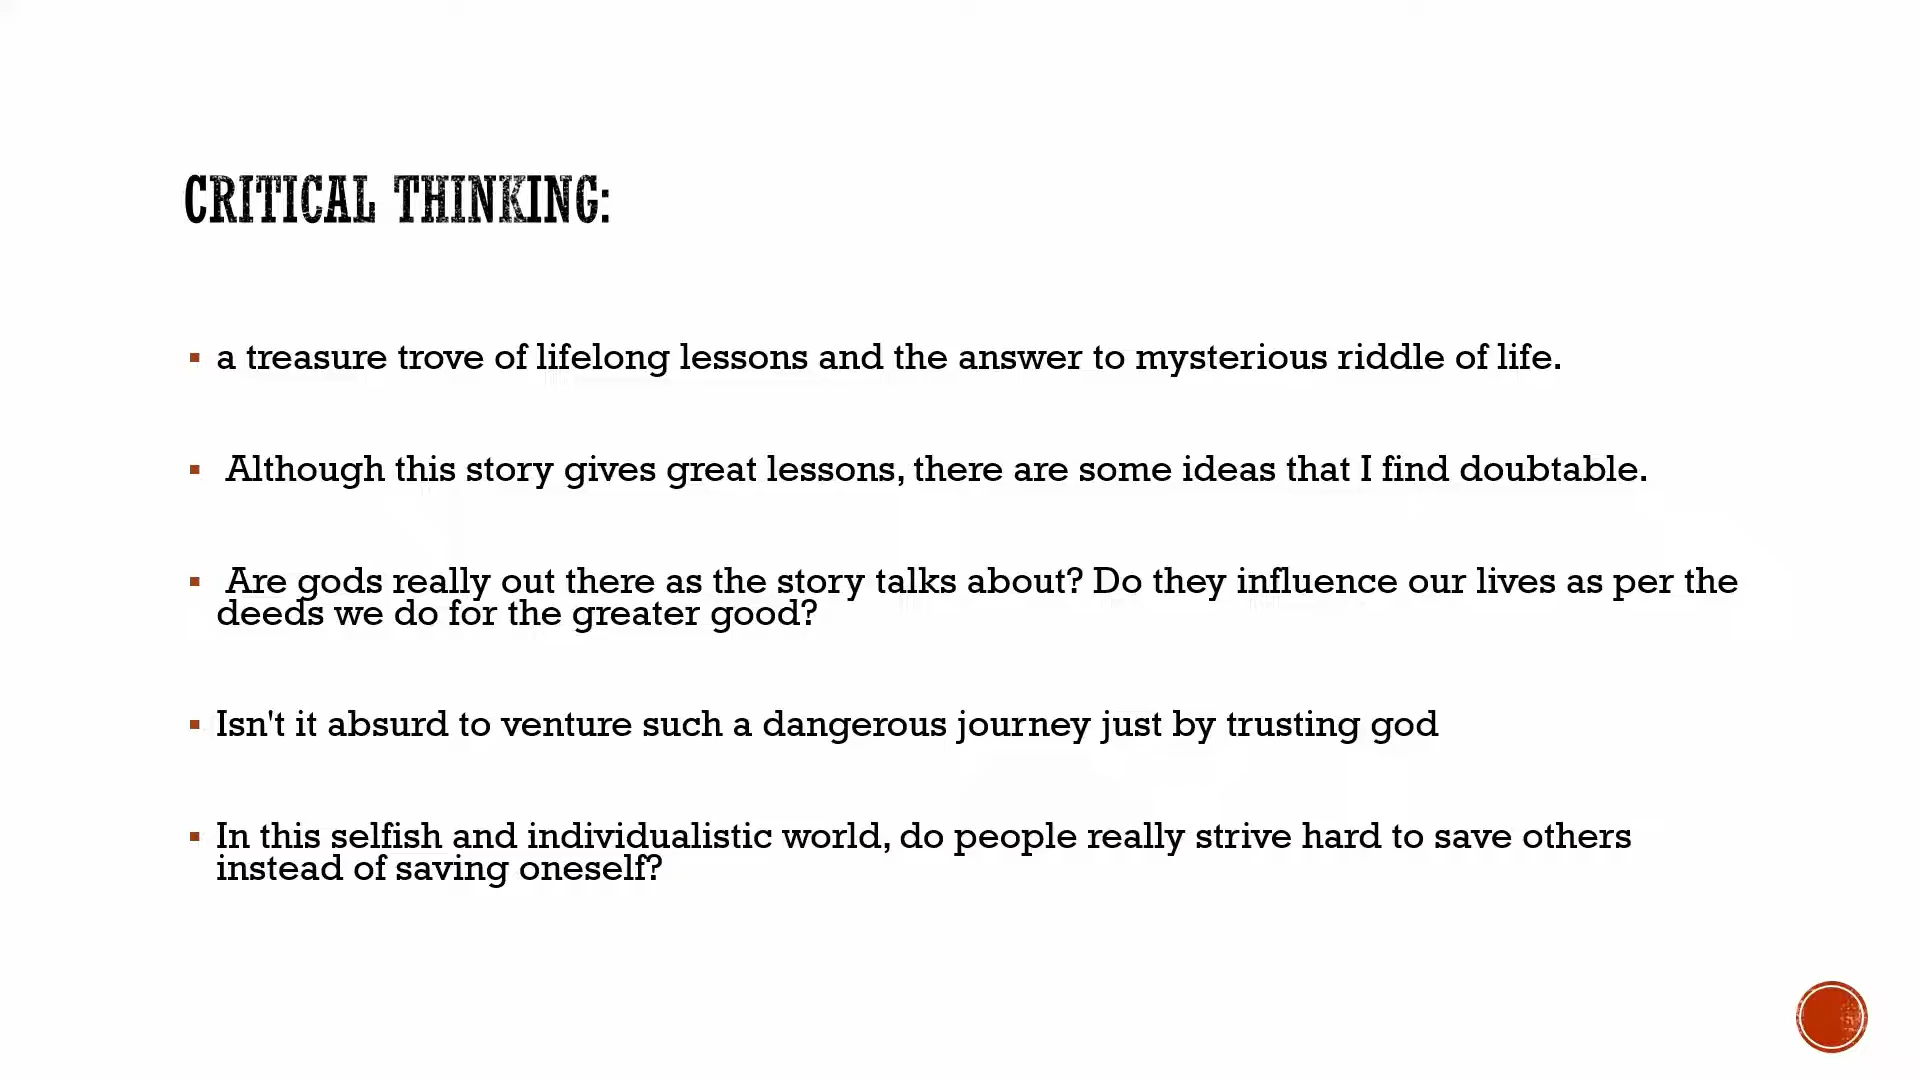 CRITICAL THINKING:
▪ a treasure trove of lifelong lessons and the answer to mysterious riddle of life.
▪ Although this story gives great lessons, there are some ideas that I find doubtable.
▪ Are gods really out there as the story talks about? Do they influence our lives as per the
deeds we do for the greater good?
▪ Isn't it absurd to venture such a dangerous journey just by trusting god
▪ In this selfish and individualistic world, do people really strive hard to save others
instead of saving oneself?